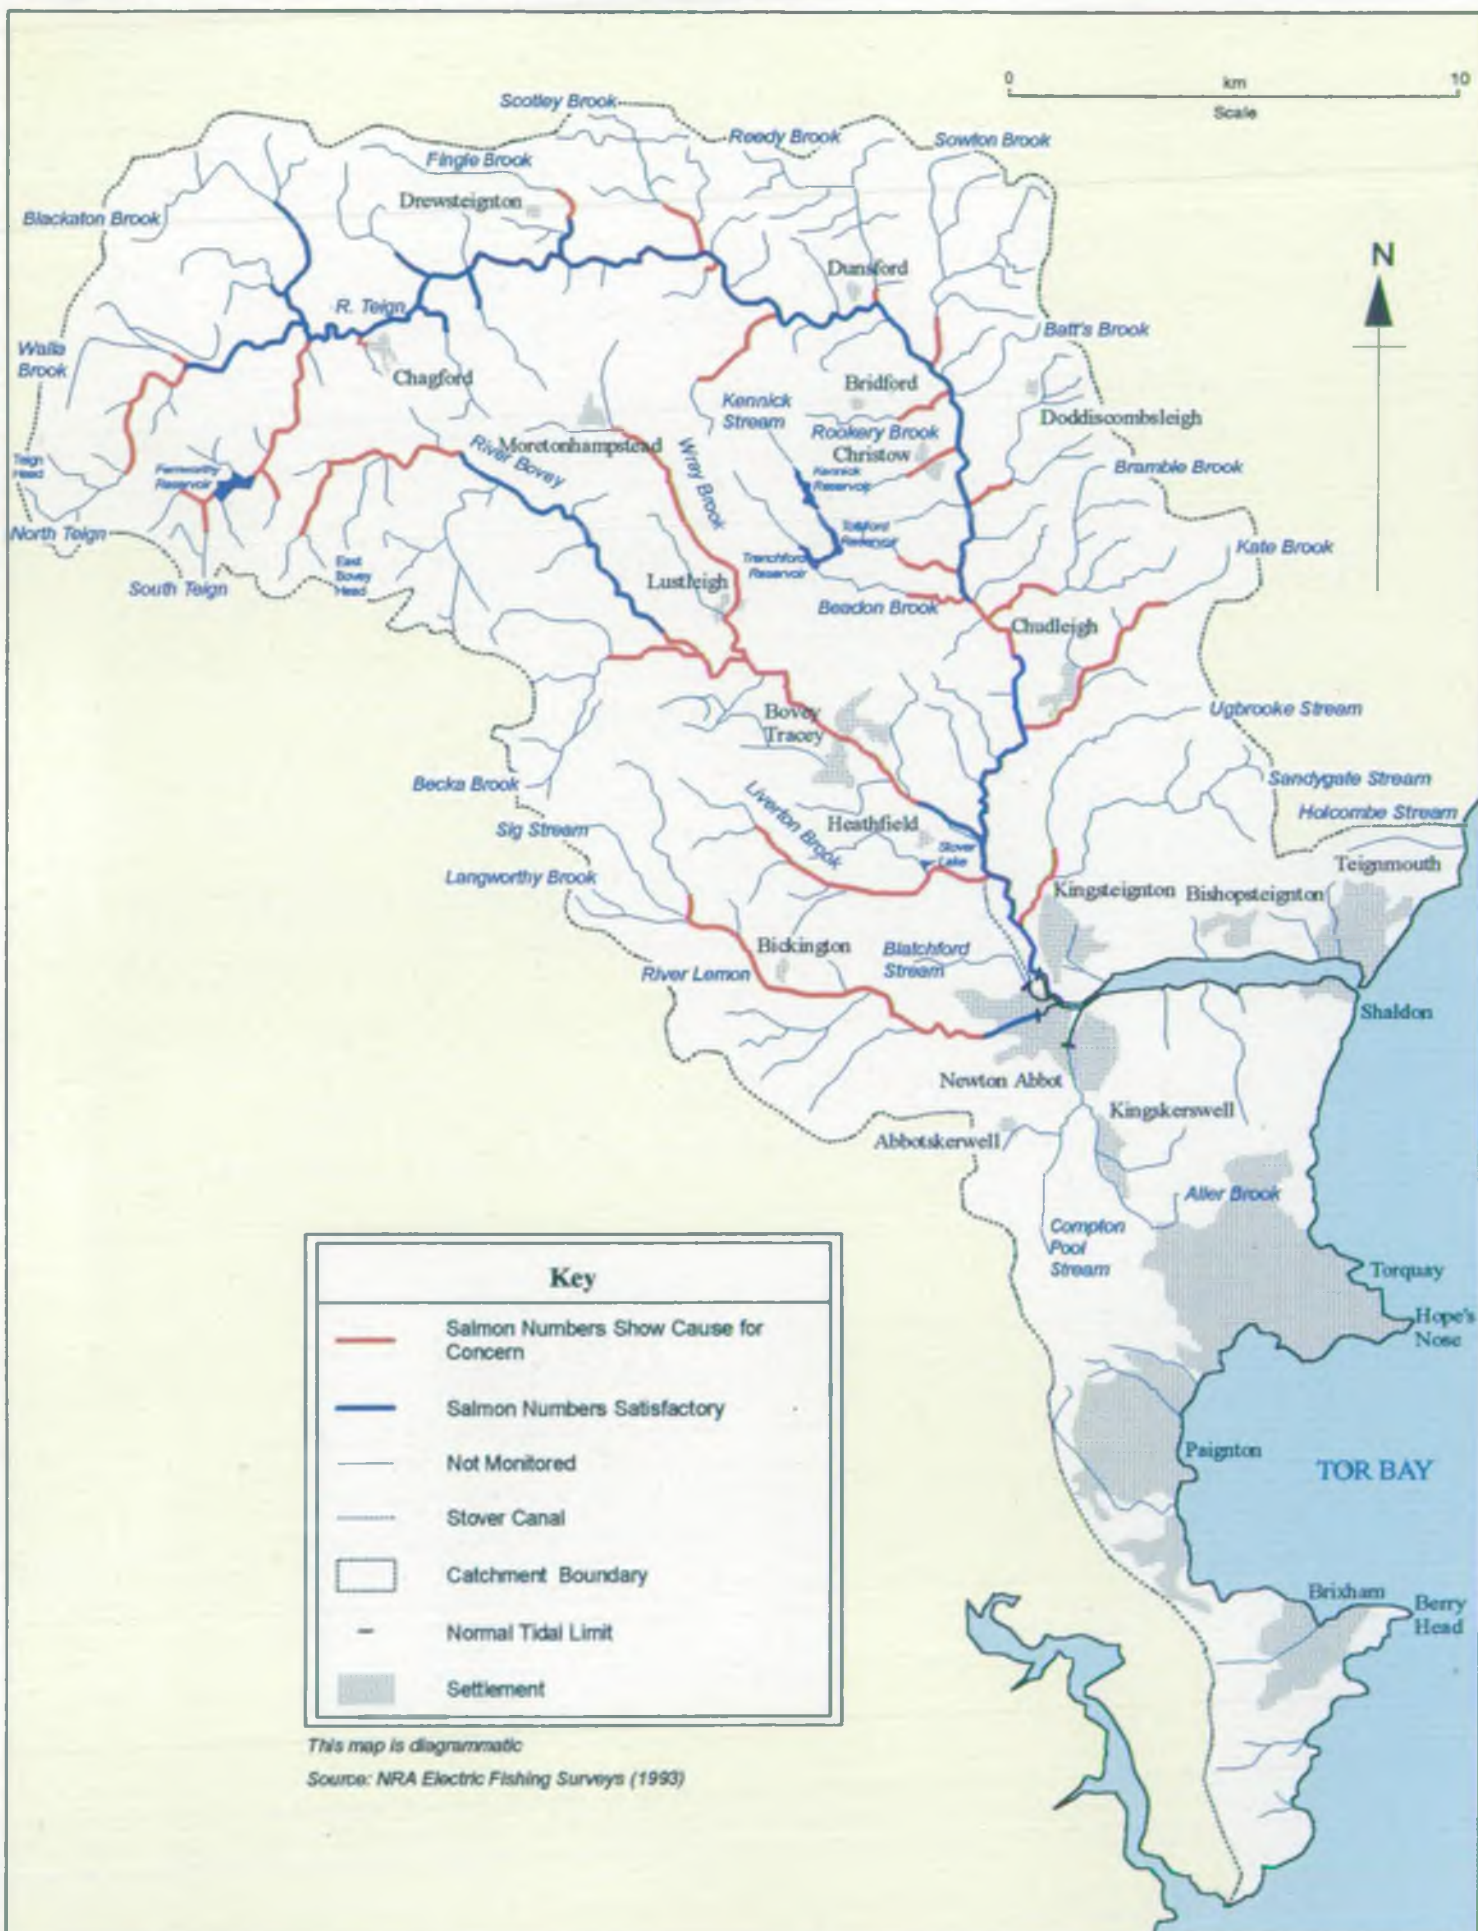 0 km 10
Scale
Scotley Brook
Reedy Brook
Sowton Brook
Fingle Brook
Drewsteignton
Blackaton Brook
N
Dunsford
R. Teign
Batt's Brook
Walla
Brook
Chagford
Bridford
Kennick
Stream
Doddiscombsleigh
Rookery Brook
Moretonhampstead
River Bovey
Wray Brook
Christow
Teign
Head
Fernworthy
Reservoir
Kennick
Reservoir
Bramble Brook
North Teign
Tottiford
Reservoir
Kate Brook
Trenchford
Reservoir
South Teign
East
Bovey
Head
Lustleigh
Beadon Brook
Chudleigh
Bovey
Tracey
Ugbrooke Stream
Becka Brook
Sandygate Stream
Liverton Brook
Holcombe Stream
Sig Stream
Heathfield
Stover
Lake
Teignmouth
Langworthy Brook
Kingsteignton
Bishopsteignton
Bickington
Blatchford
Stream
River Lemon
Shaldon
Newton Abbot
Kingskerswell
Abbotskerwell
Aller Brook
Compton
Pool
Stream
Torquay
Hope's
Nose
Paignton
TOR BAY
Brixham
Berry
Head
Key
Salmon Numbers Show Cause for
Concern
Salmon Numbers Satisfactory
Not Monitored
Stover Canal
Catchment Boundary
Normal Tidal Limit
Settlement
This map is diagrammatic
Source: NRA Electric Fishing Surveys (1993)